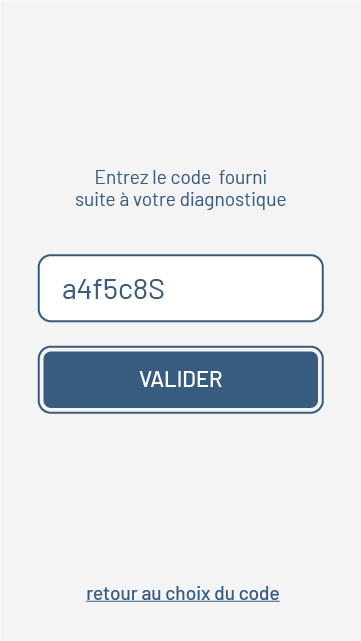 Entrez le code  fourni
suite à votre diagnostique
a4f5c8S
VALIDER
retour au choix du code